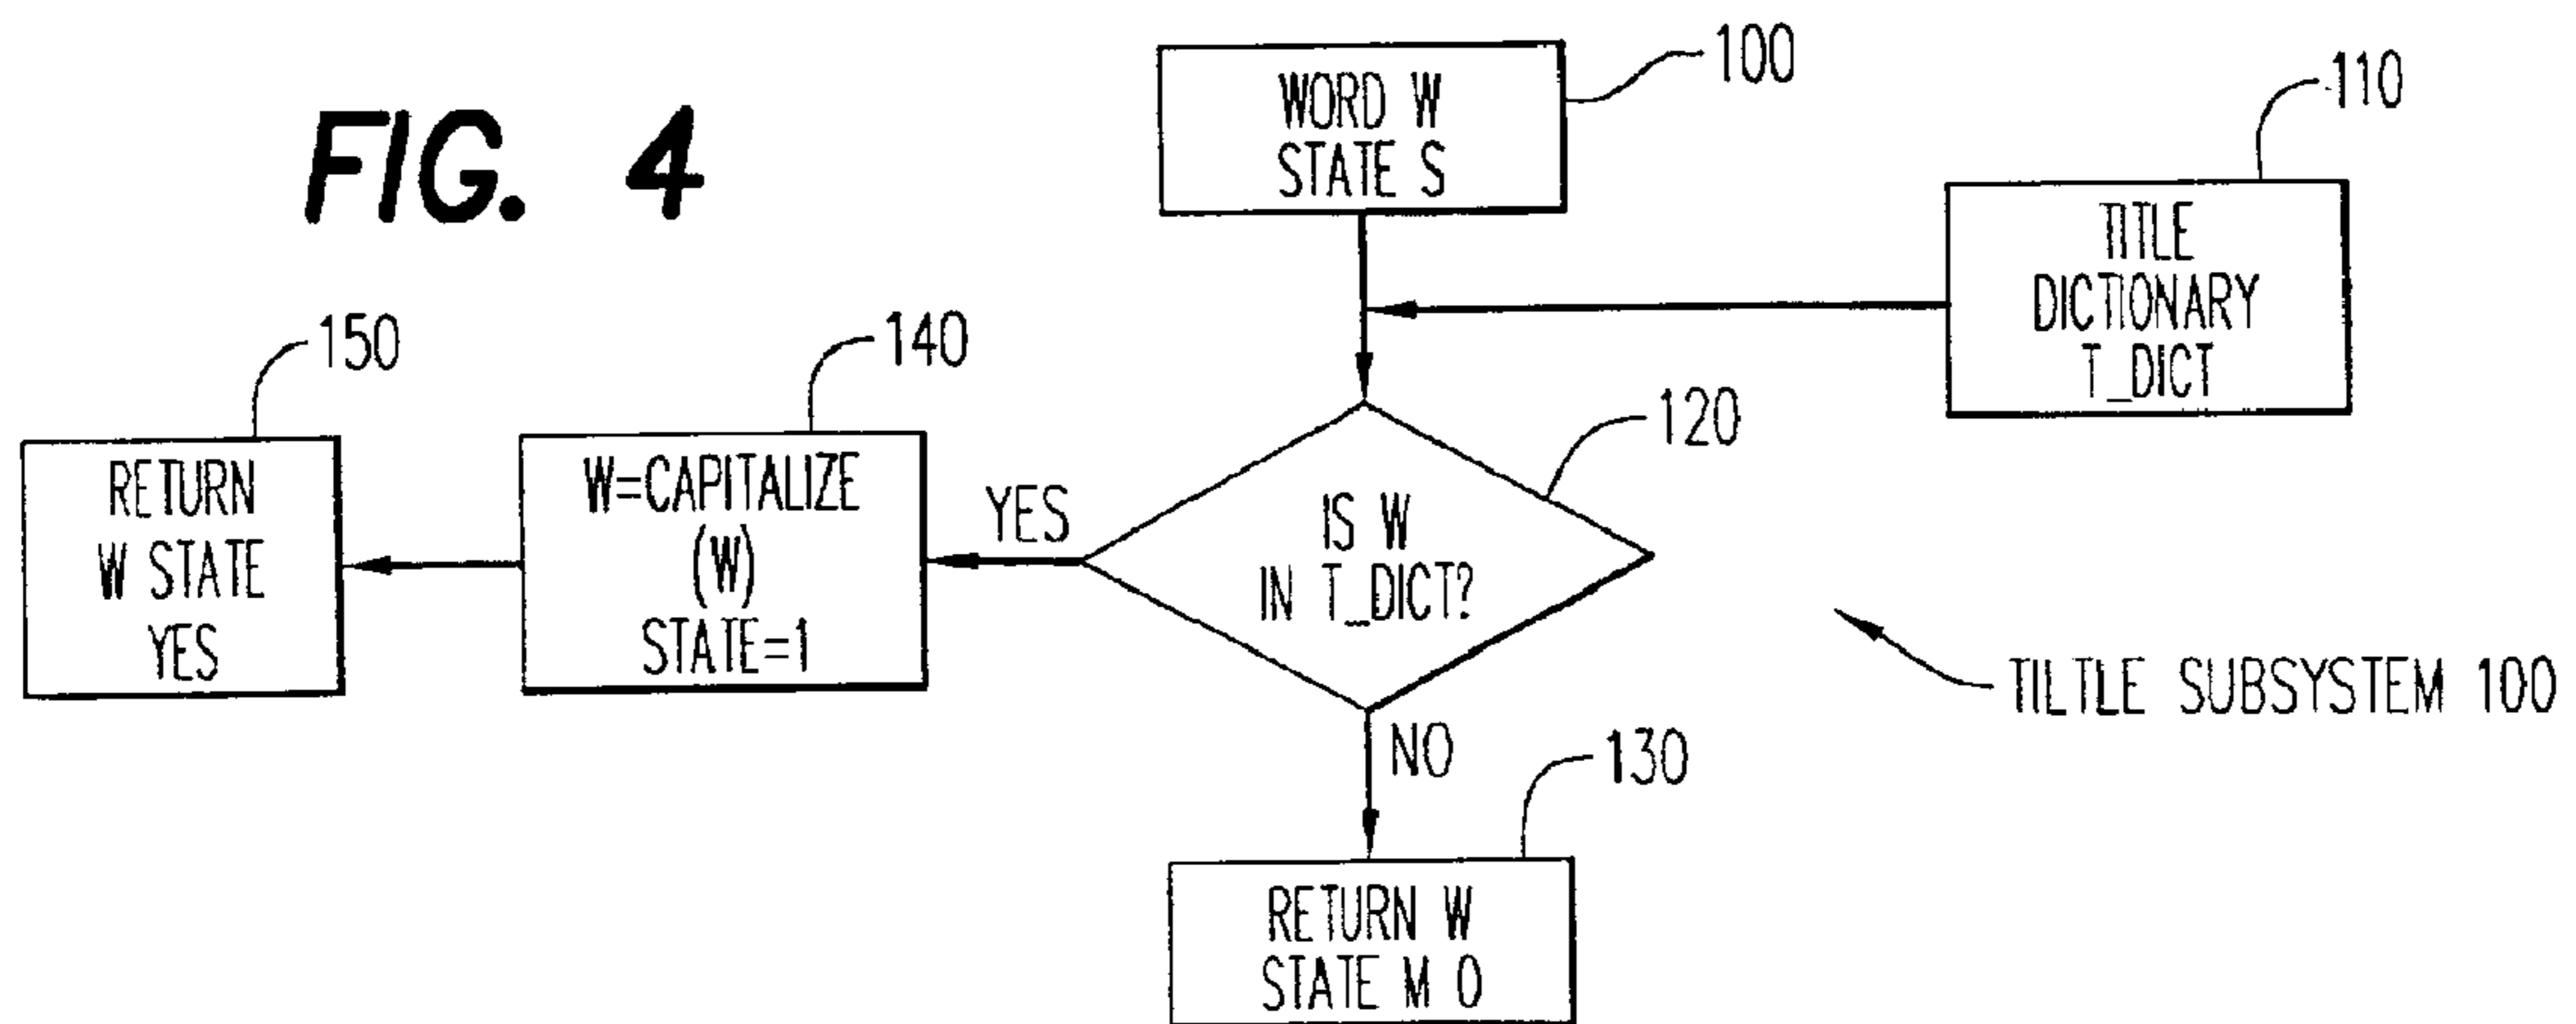 FIG. 4
WORD W
STATE S
100
TITLE
DICTIONARY
T_DICT
110
IS W
IN T_DICT?
120
YES
NO
W=CAPITALIZE
(W)
STATE=1
140
RETURN
W STATE
YES
150
RETURN W
STATE M O
130
TILTLE SUBSYSTEM 100